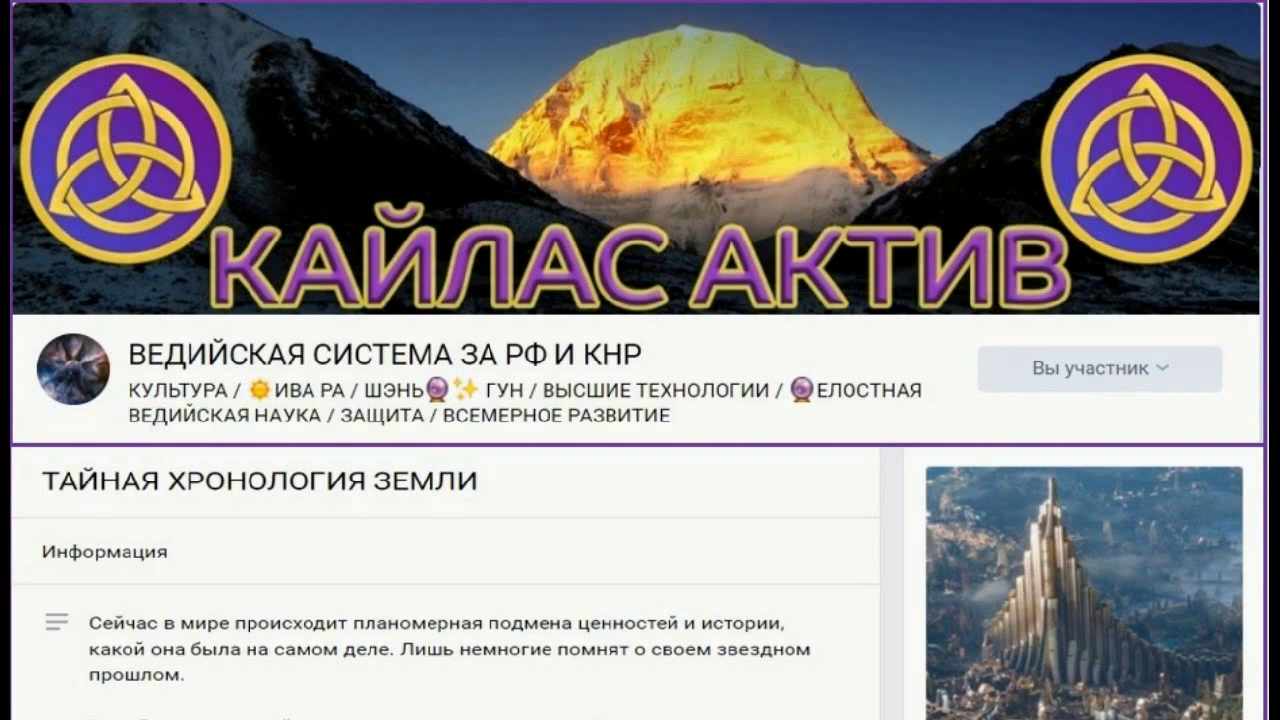 КАЙЛАС АКТИВ
ВЕДИЙСКАЯ СИСТЕМА ЗА РФ И КНР
Вы участник
КУЛЬТУРА / ☀️ИВА РА / ШЭНЬ🔮✨ ГУН / ВЫСШИЕ ТЕХНОЛОГИИ / 🔮ЕЛОСТНАЯ
ВЕДИЙСКАЯ НАУКА / ЗАЩИТА / ВСЕМЕРНОЕ РАЗВИТИЕ
ТАЙНАЯ ХРОНОЛОГИЯ ЗЕМЛИ
Информация
Сейчас в мире происходит планомерная подмена ценностей и истории,
какой она была на самом деле. Лишь немногие помнят о своем звездном
прошлом.